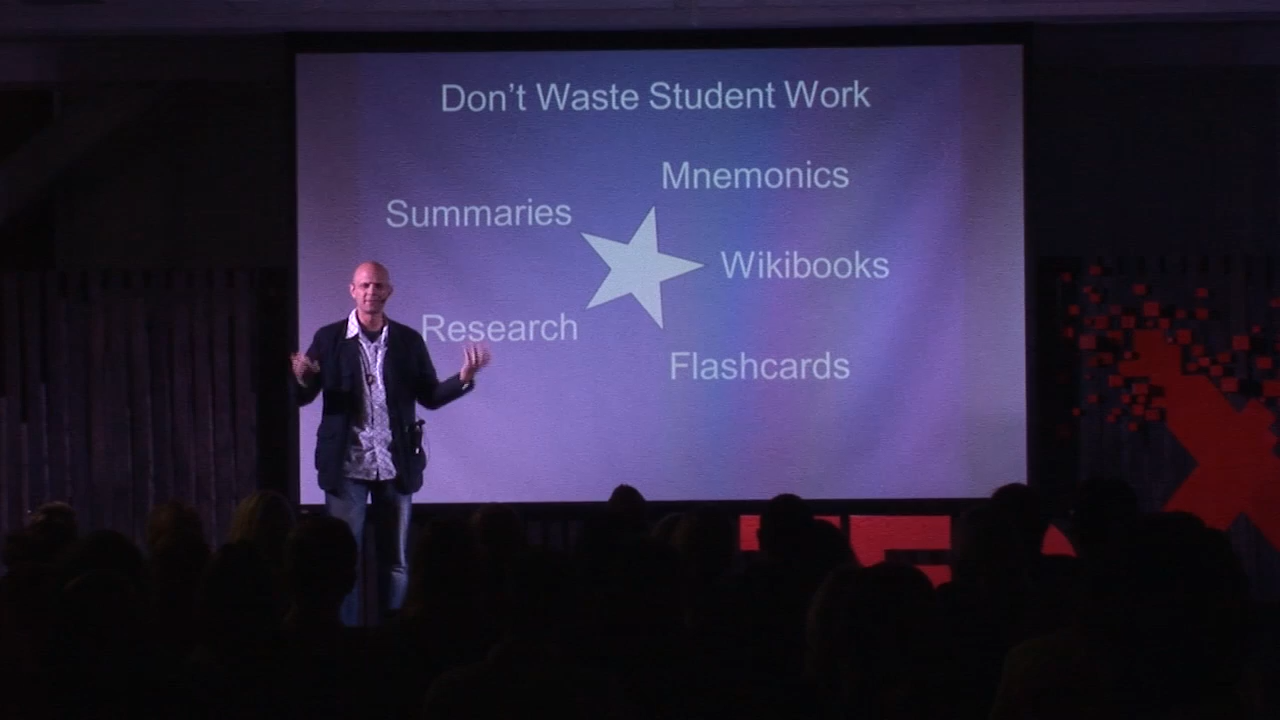 Don't Waste Student Work
Mnemonics
Summaries
Wikibooks
Research
Flashcards